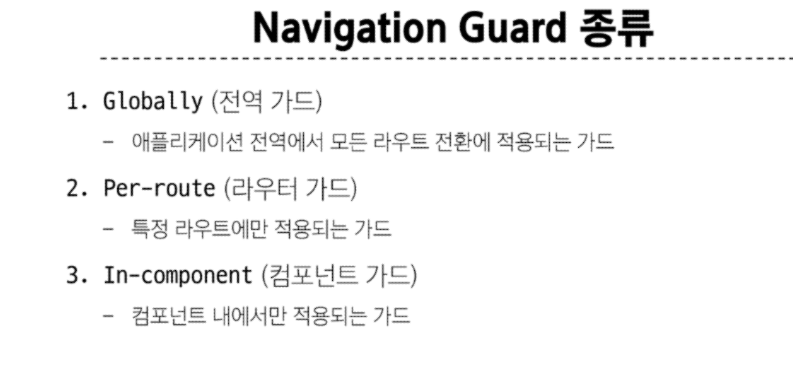 Navigation Guard 종류
1. Globally (전역 가드)
– 애플리케이션 전역에서 모든 라우트 전환에 적용되는 가드
2. Per-route (라우터 가드)
– 특정 라우트에만 적용되는 가드
3. In-component (컴포넌트 가드)
– 컴포넌트 내에서만 적용되는 가드